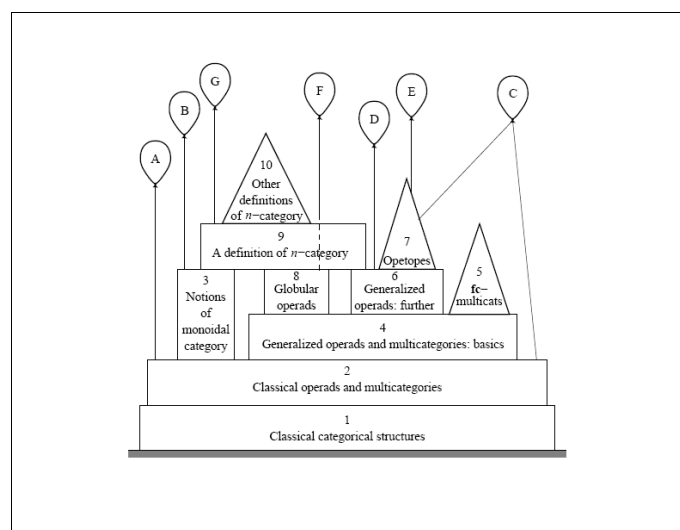 G
F
E
C
B
D
A
10
Other
definitions
of n−category
9
A definition of n−category
7
Opetopes
5
fc−
multicats
3
Notions
of
monoidal
category
8
Globular
operads
6
Generalized
operads: further
4
Generalized operads and multicategories: basics
2
Classical operads and multicategories
1
Classical categorical structures